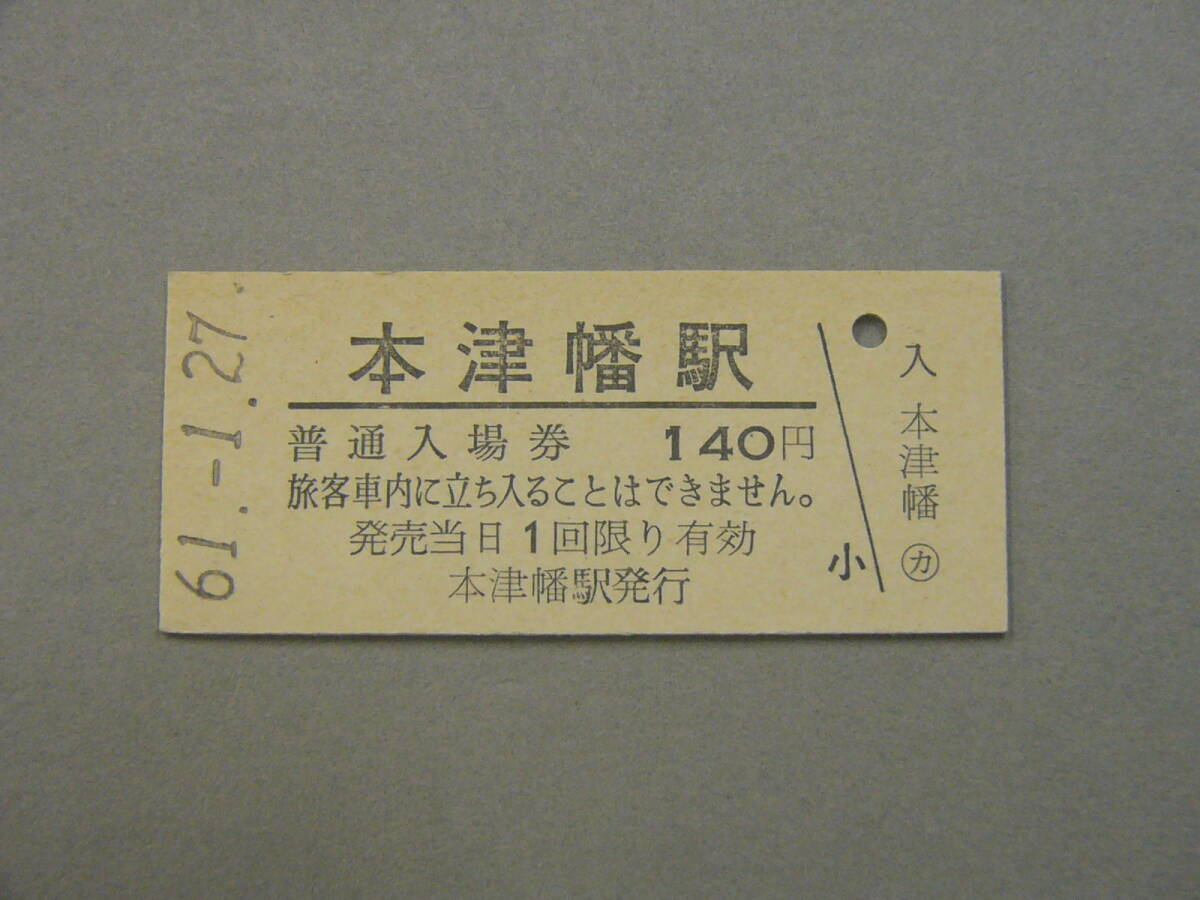 61.-1.27.
本津幡駅
普通入場券 140円
旅客車内に立ち入ることはできません。
発売当日1回限り有効
本津幡駅発行
小
入
本津幡
㋕